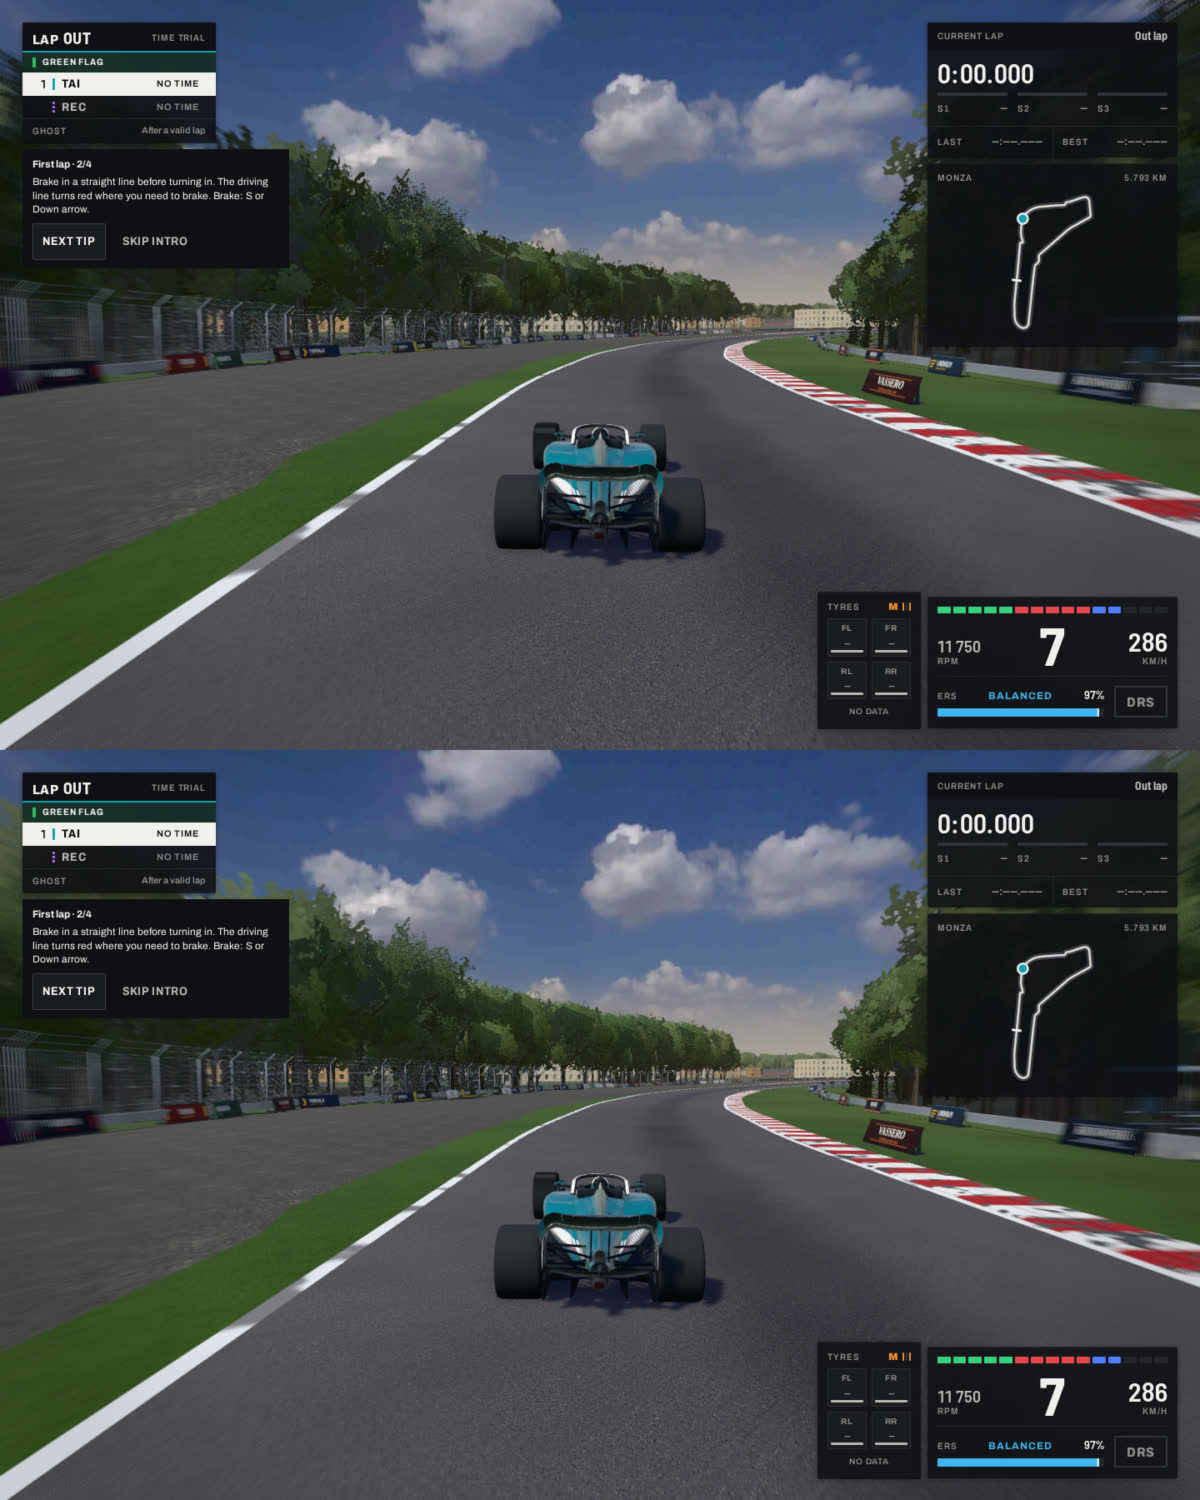 LAP OUT TIME TRIAL
GREEN FLAG
1 TAI NO TIME
REC NO TIME
GHOST After a valid lap
First lap · 2/4
Brake in a straight line before turning in. The driving
line turns red where you need to brake. Brake: S or
Down arrow.
NEXT TIP SKIP INTRO
CURRENT LAP Out lap
0:00.000
S1 – S2 – S3 –
LAST –:––.––– BEST –:––.–––
MONZA 5.793 KM
VASSERO
TYRES M
FL FR
– –
RL RR
– –
NO DATA
11 750 7 286
RPM KM/H
ERS BALANCED 97% DRS
LAP OUT TIME TRIAL
GREEN FLAG
1 TAI NO TIME
REC NO TIME
GHOST After a valid lap
First lap · 2/4
Brake in a straight line before turning in. The driving
line turns red where you need to brake. Brake: S or
Down arrow.
NEXT TIP SKIP INTRO
CURRENT LAP Out lap
0:00.000
S1 – S2 – S3 –
LAST –:––.––– BEST –:––.–––
MONZA 5.793 KM
VASSERO
TYRES M
FL FR
– –
RL RR
– –
NO DATA
11 750 7 286
RPM KM/H
ERS BALANCED 97% DRS